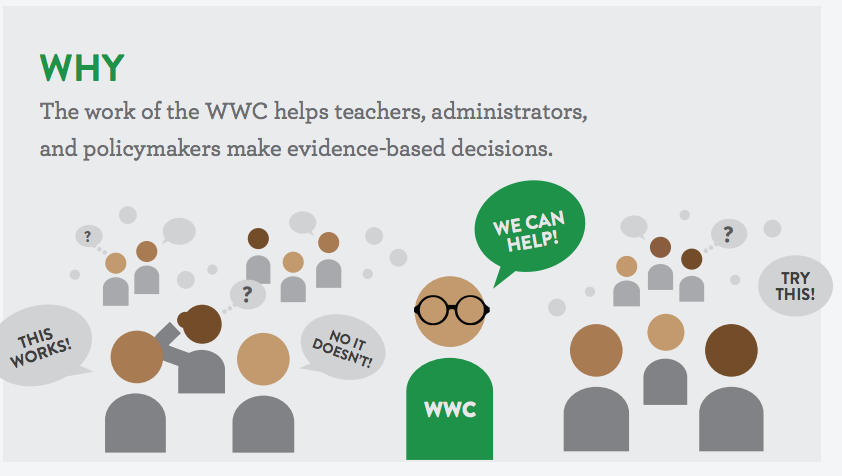 WHY
The work of the WWC helps teachers, administrators,
and policymakers make evidence-based decisions.
?
?
THIS
WORKS!
NO IT
DOESN'T!
WE CAN
HELP!
WWC
?
TRY
THIS!